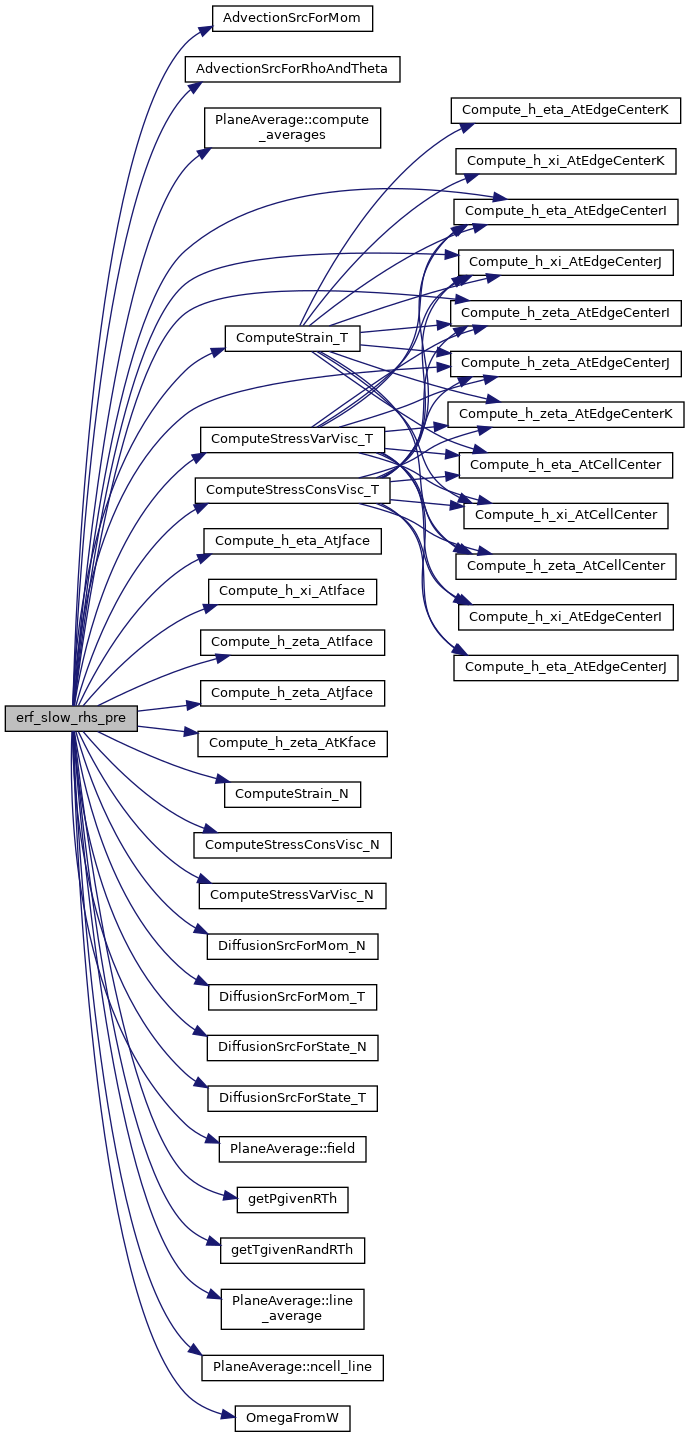 AdvectionSrcForMom
AdvectionSrcForRhoAndTheta
PlaneAverage::compute
_averages
Compute_h_eta_AtEdgeCenterK
Compute_h_xi_AtEdgeCenterK
Compute_h_eta_AtEdgeCenterI
Compute_h_xi_AtEdgeCenterJ
Compute_h_zeta_AtEdgeCenterI
ComputeStrain_T
Compute_h_zeta_AtEdgeCenterJ
Compute_h_zeta_AtEdgeCenterK
ComputeStressVarVisc_T
Compute_h_eta_AtCellCenter
ComputeStressConsVisc_T
Compute_h_xi_AtCellCenter
Compute_h_eta_AtJface
Compute_h_zeta_AtCellCenter
Compute_h_xi_AtIface
Compute_h_xi_AtEdgeCenterI
Compute_h_zeta_AtIface
Compute_h_eta_AtEdgeCenterJ
Compute_h_zeta_AtJface
erf_slow_rhs_pre
Compute_h_zeta_AtKface
ComputeStrain_N
ComputeStressConsVisc_N
ComputeStressVarVisc_N
DiffusionSrcForMom_N
DiffusionSrcForMom_T
DiffusionSrcForState_N
DiffusionSrcForState_T
PlaneAverage::field
getPgivenRTh
getTgivenRandRTh
PlaneAverage::line
_average
PlaneAverage::ncell_line
OmegaFromW